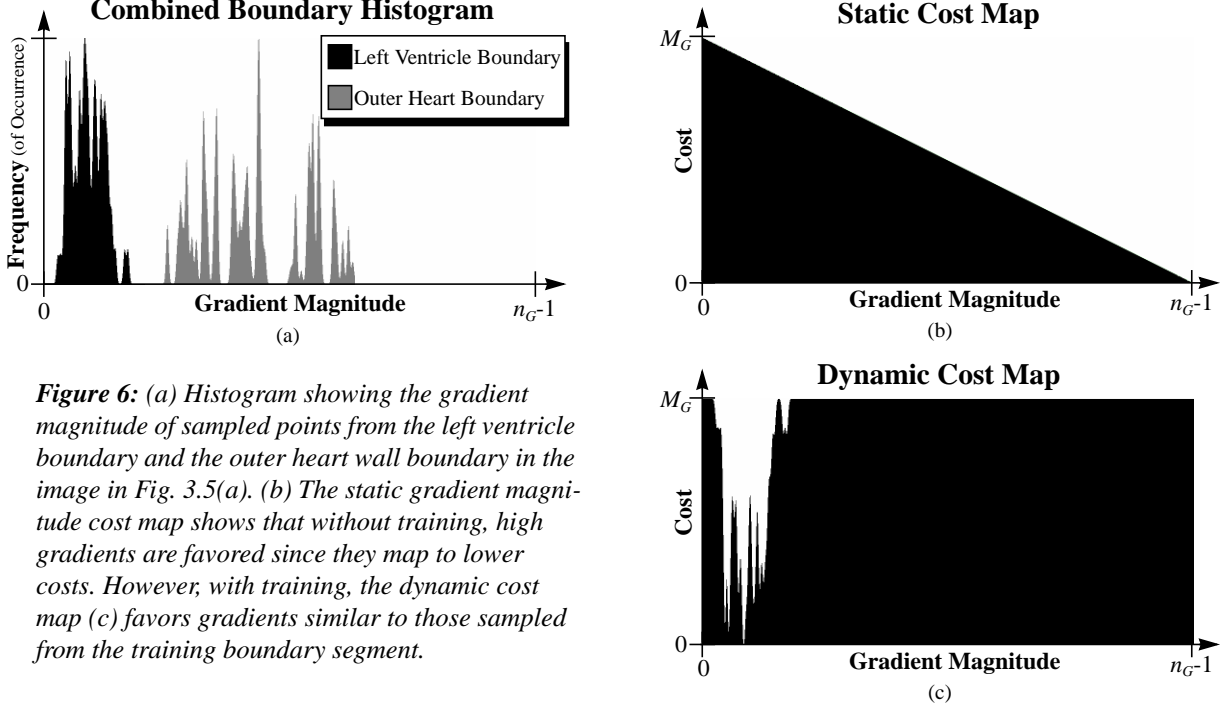 Combined Boundary Histogram
Frequency (of Occurrence)
Left Ventricle Boundary
Outer Heart Boundary
0
0
Gradient Magnitude
n_G-1
(a)
Static Cost Map
M_G
Cost
0
0
Gradient Magnitude
n_G-1
(b)
Figure 6: (a) Histogram showing the gradient
magnitude of sampled points from the left ventricle
boundary and the outer heart wall boundary in the
image in Fig. 3.5(a). (b) The static gradient magni-
tude cost map shows that without training, high
gradients are favored since they map to lower
costs. However, with training, the dynamic cost
map (c) favors gradients similar to those sampled
from the training boundary segment.
Dynamic Cost Map
M_G
Cost
0
0
Gradient Magnitude
n_G-1
(c)